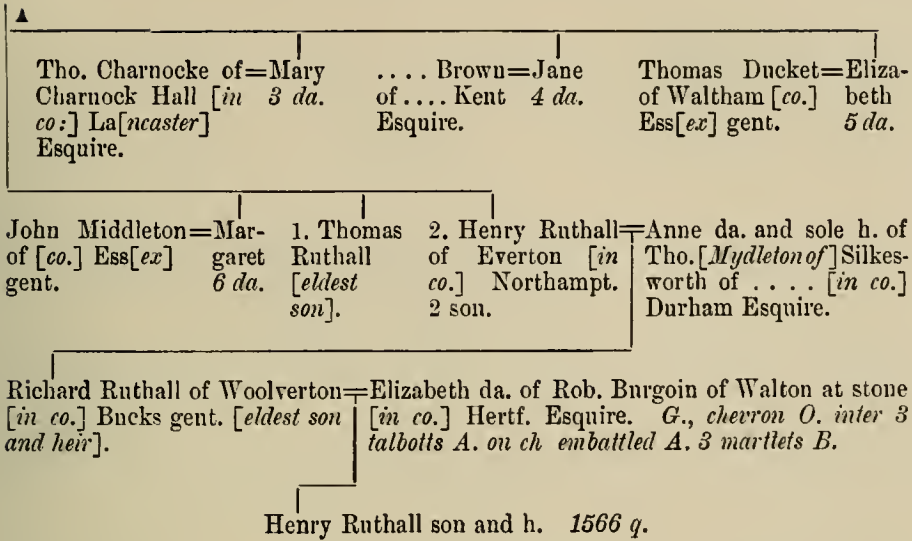 Tho. Charnocke of=Mary
Charnock Hall [in 3 da.
co:] La[ncaster]
Esquire.
.... Brown=Jane
of .... Kent 4 da.
Esquire.
Thomas Ducket=Eliza-
of Waltham [co.] beth
Ess[ex] gent. 5 da.
John Middleton=Mar-
of [co.] Ess[ex] garet
gent. 6 da.
1. Thomas
Ruthall
[eldest
son].
2. Henry Ruthall=Anne da. and sole h. of
of Everton [in Tho. [Mydleton of] Silkes-
co.] Northampt. worth of .... [in co.]
2 son. Durham Esquire.
Richard Ruthall of Woolverton=Elizabeth da. of Rob. Burgoin of Walton at stone
[in co.] Bucks gent. [eldest son [in co.] Hertf. Esquire. G., chevron O. inter 3
and heir]. talbotts A. on ch embattled A. 3 martlets B.
Henry Ruthall son and h. 1566 q.